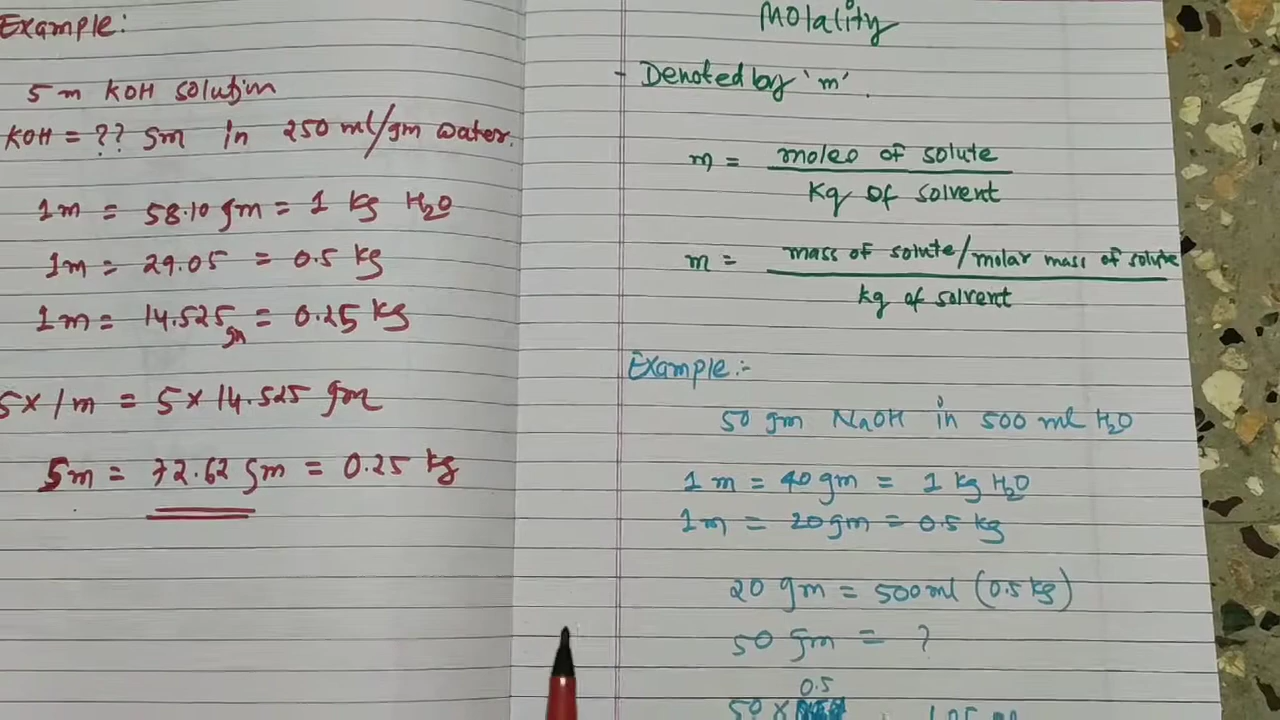 Example:
5 m KOH solution
KOH = ?? gm in 250 ml/gm water.
1m = 58.10 gm = 1 kg H2O
1m = 29.05 = 0.5 kg
1m = 14.525 gm = 0.25 kg
5 x 1m = 5 x 14.525 gm
5m = 72.62 gm = 0.25 kg
Molality
- Denoted by 'm'.
m = moles of solute
kg of solvent
m = mass of solute/molar mass of solute
kg of solvent
Example:-
50 gm NaOH in 500 ml H2O
1 m = 40 gm = 1 kg H2O
1m = 20 gm = 0.5 kg
20 gm = 500 ml (0.5 kg)
50 gm = ?
0.5
50 x